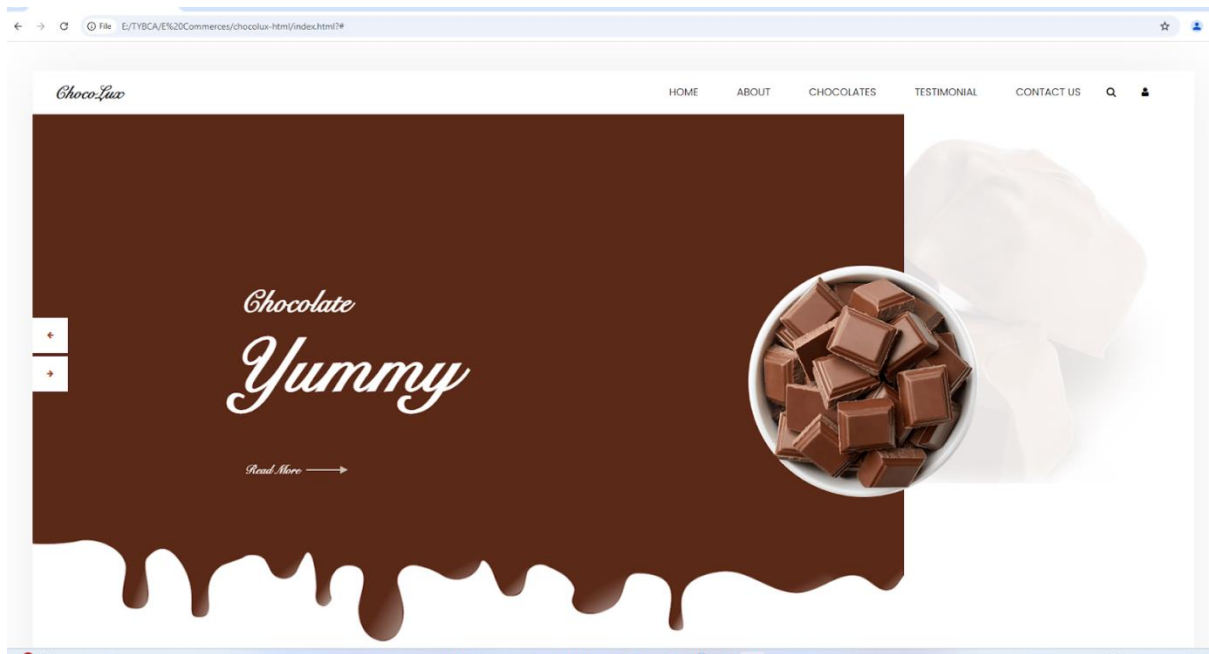 File E:/TYBCA/E%20Commerces/chocolux-html/index.html?#
ChocoLux HOME ABOUT CHOCOLATES TESTIMONIAL CONTACT US
Chocolate
Yummy
Read More